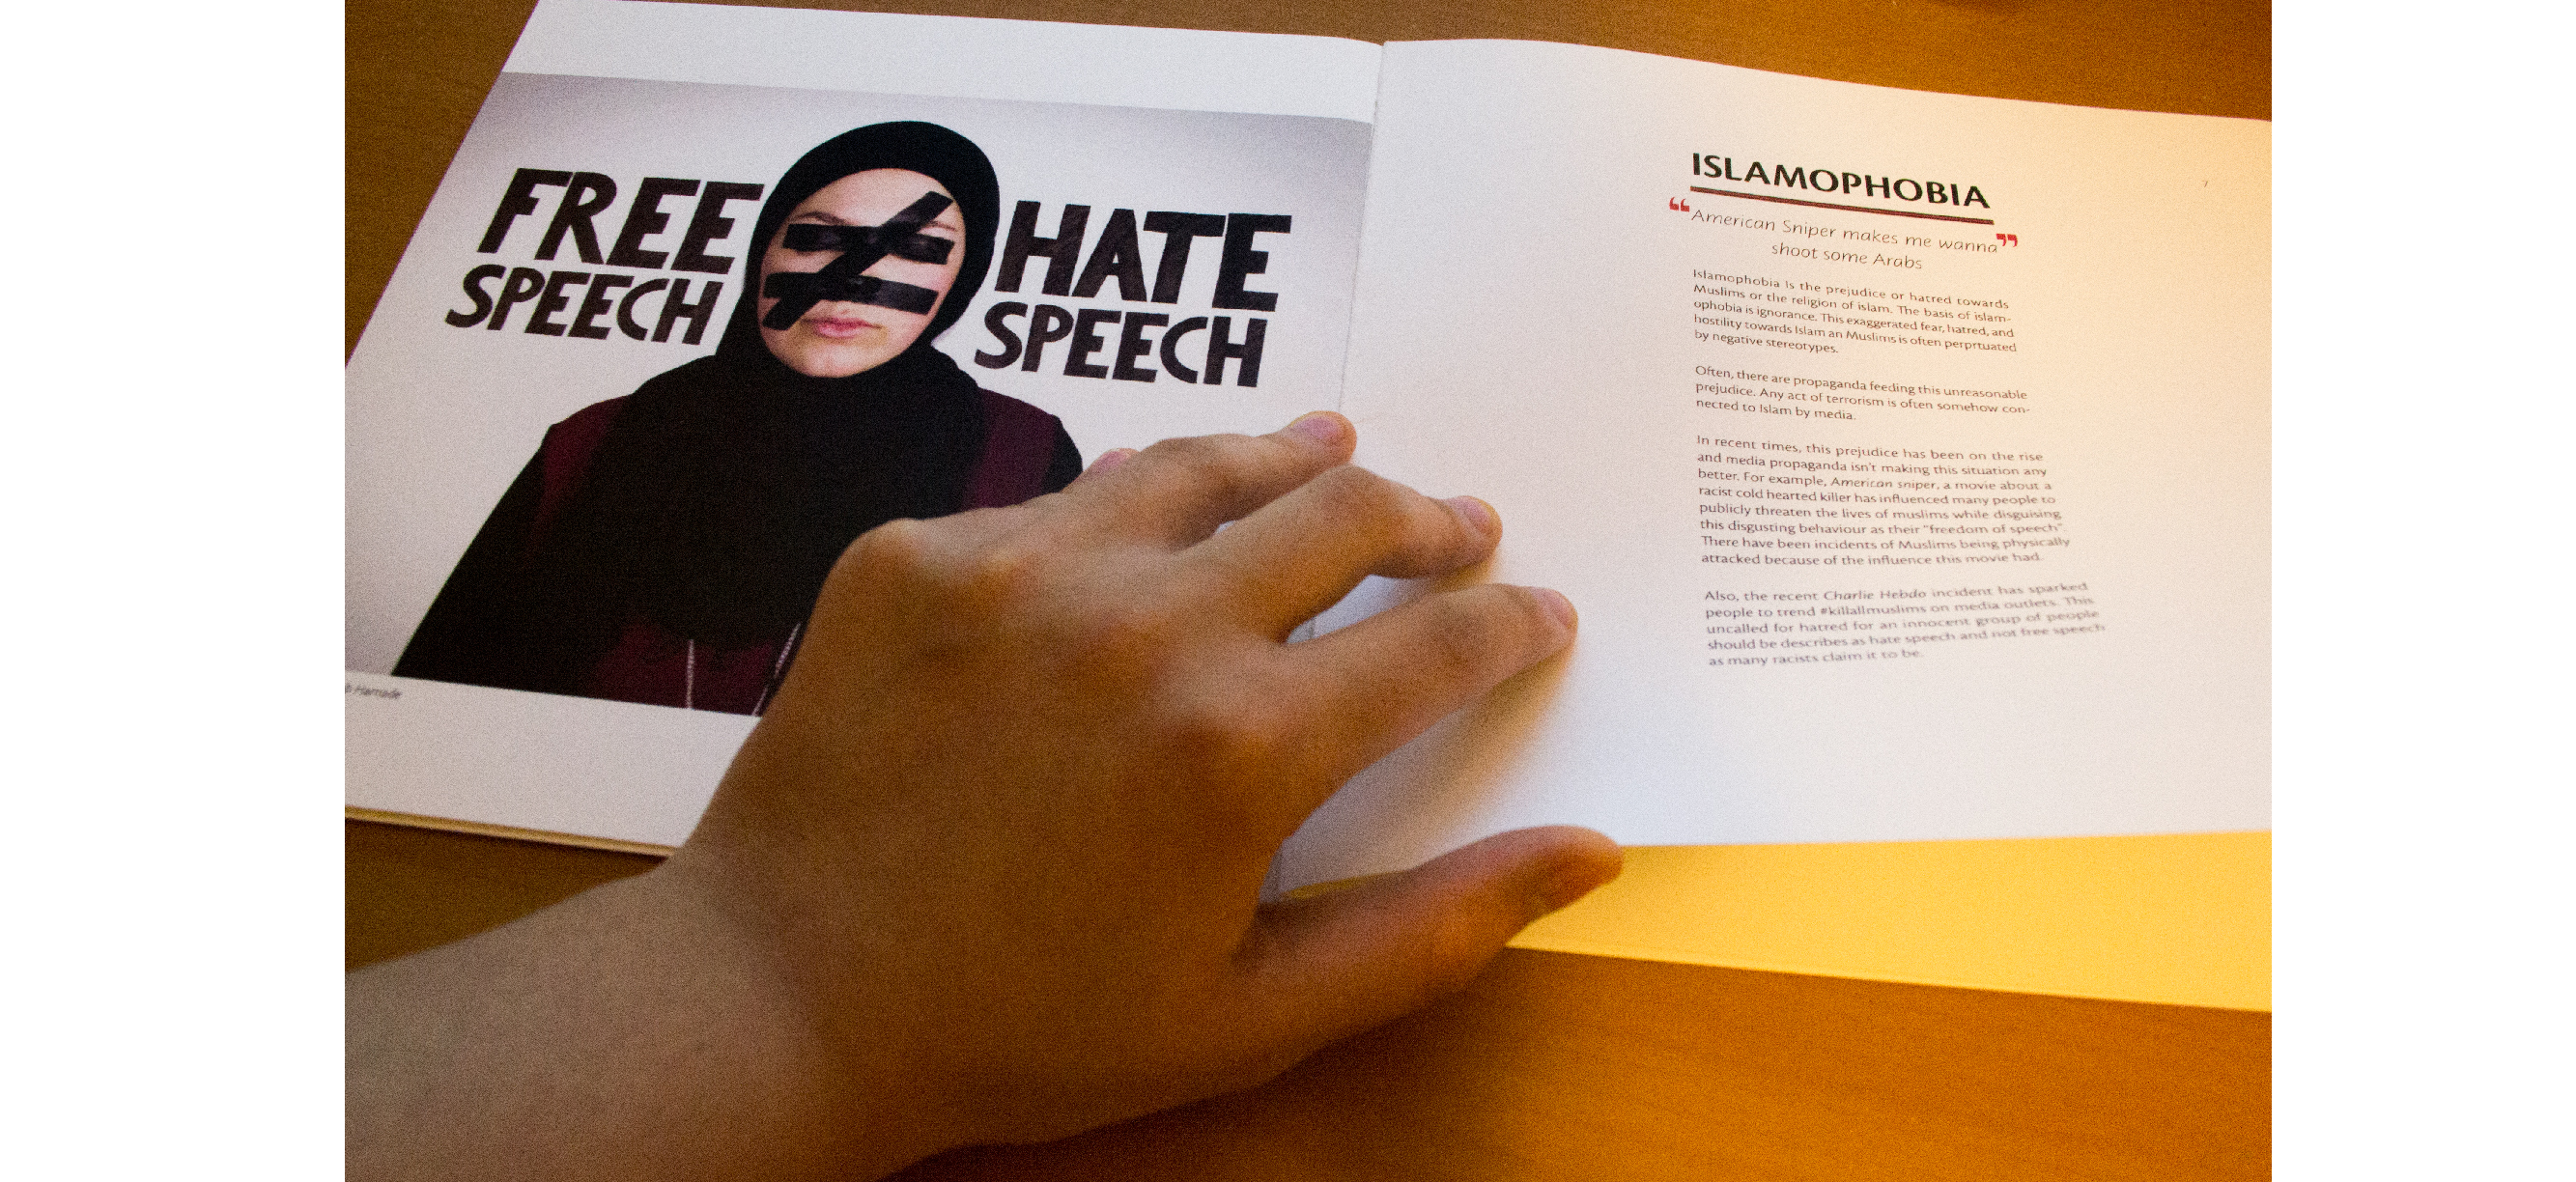 FREE
SPEECH
≠
HATE
SPEECH
Hamade
7
ISLAMOPHOBIA
“American Sniper makes me wanna”
shoot some Arabs
Islamophobia is the prejudice or hatred towards
Muslims or the religion of islam. The basis of islam-
ophobia is ignorance. This exaggerated fear, hatred, and
hostility towards Islam an Muslims is often perprtuated
by negative stereotypes.
Often, there are propaganda feeding this unreasonable
prejudice. Any act of terrorism is often somehow con-
nected to Islam by media.
In recent times, this prejudice has been on the rise
and media propaganda isn't making this situation any
better. For example, American sniper, a movie about a
racist cold hearted killer has influenced many people to
publicly threaten the lives of muslims while disguising
this disgusting behaviour as their "freedom of speech".
There have been incidents of Muslims being physically
attacked because of the influence this movie had.
Also, the recent Charlie Hebdo incident has sparked
people to trend #killallmuslims on media outlets. This
uncalled for hatred for an innocent group of people
should be describes as hate speech and not free speech
as many racists claim it to be.